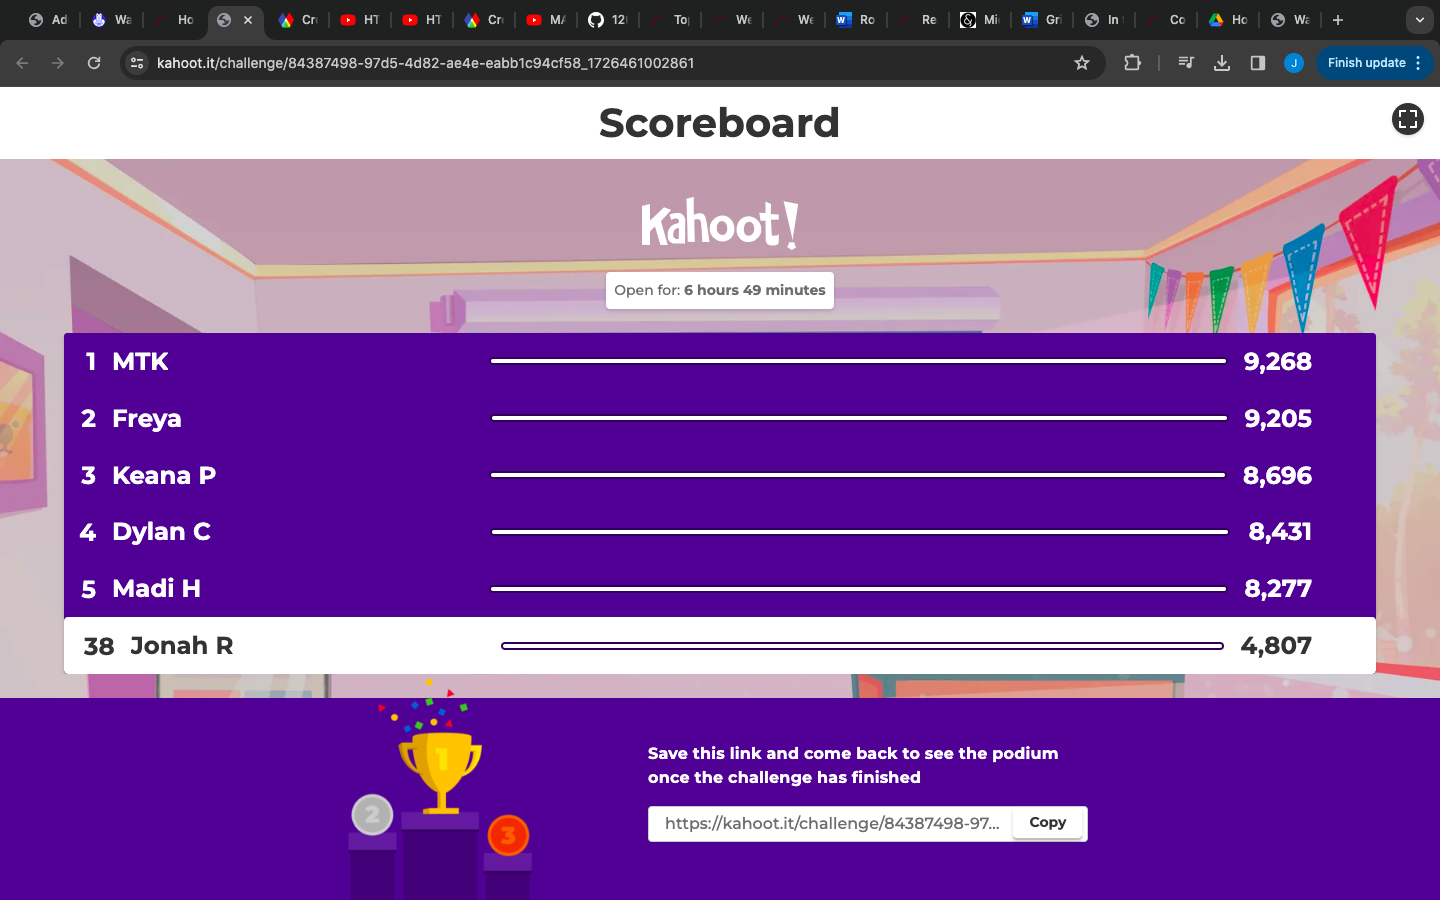 Ad
Wa
Ho
Cr
HT
HT
Cr
MA
12
To
We
We
Ro
Re
Mi
Gr
In
Co
Ho
Wa
kahoot.it/challenge/84387498-97d5-4d82-ae4e-eabb1c94cf58_1726461002861
J
Finish update
Scoreboard
Kahoot!
Open for: 6 hours 49 minutes
1 MTK 9,268
2 Freya 9,205
3 Keana P 8,696
4 Dylan C 8,431
5 Madi H 8,277
38 Jonah R 4,807
1
2
3
Save this link and come back to see the podium
once the challenge has finished
https://kahoot.it/challenge/84387498-97... Copy